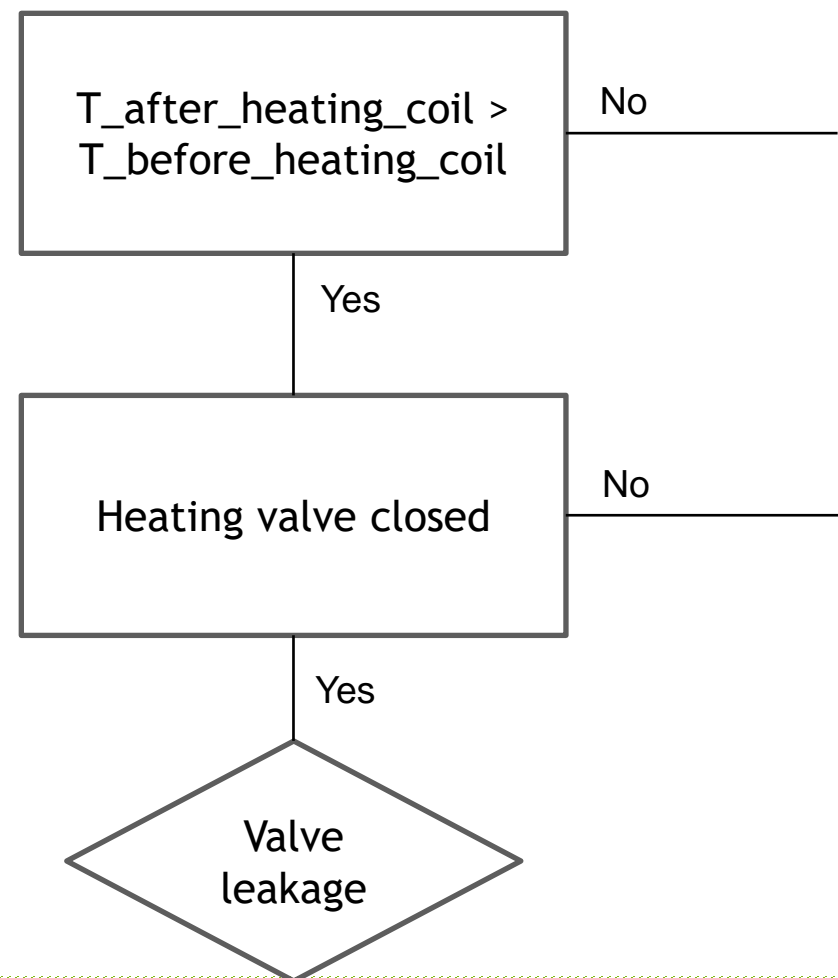 T_after_heating_coil >
T_before_heating_coil
No
Yes
Heating valve closed
No
Yes
Valve
leakage